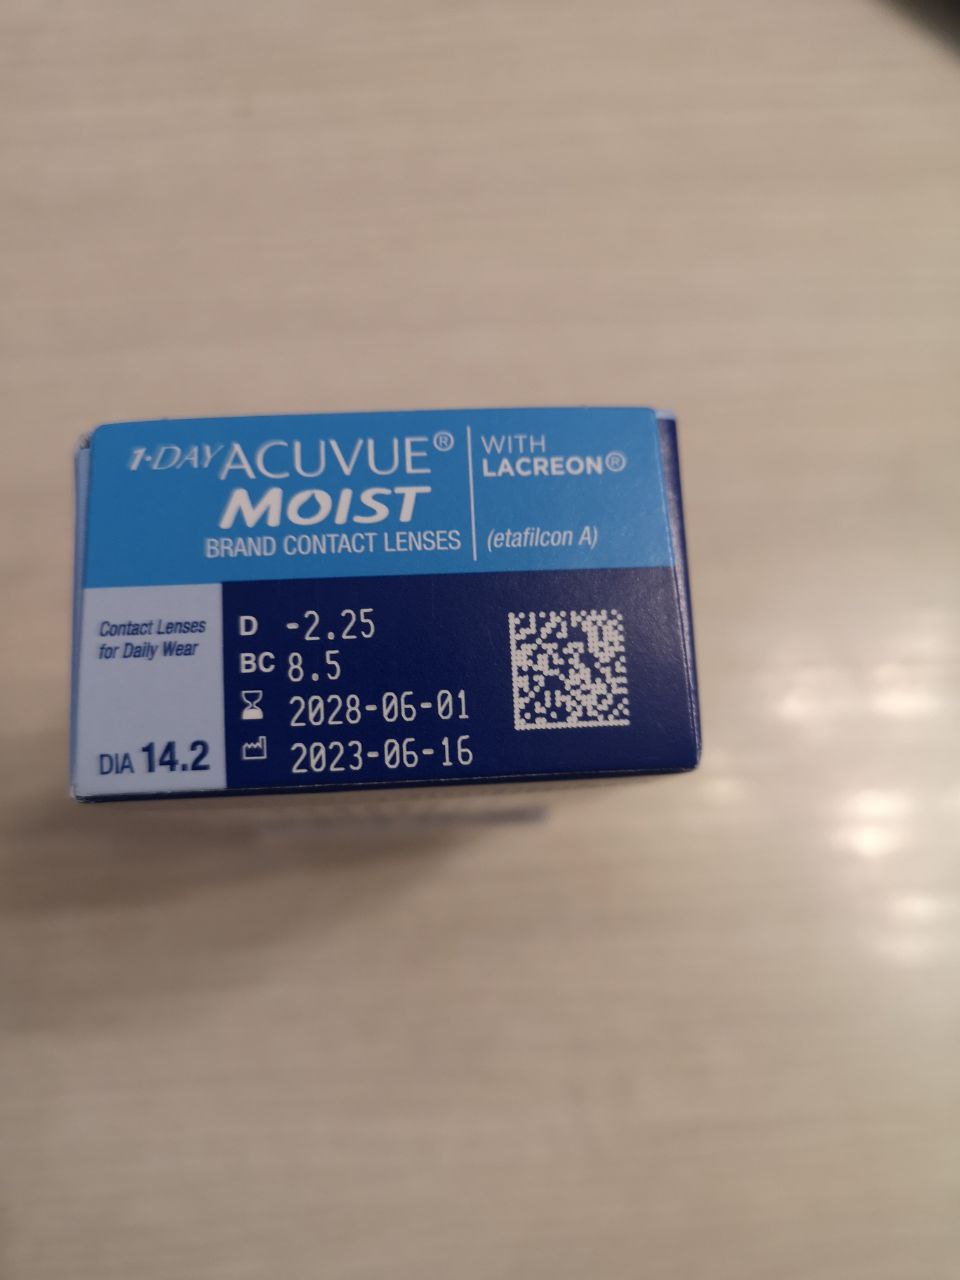 1-DAY ACUVUE®
MOIST
BRAND CONTACT LENSES
WITH
LACREON®
(etafilcon A)
Contact Lenses
for Daily Wear
DIA 14.2
D -2.25
BC 8.5
2028-06-01
2023-06-16